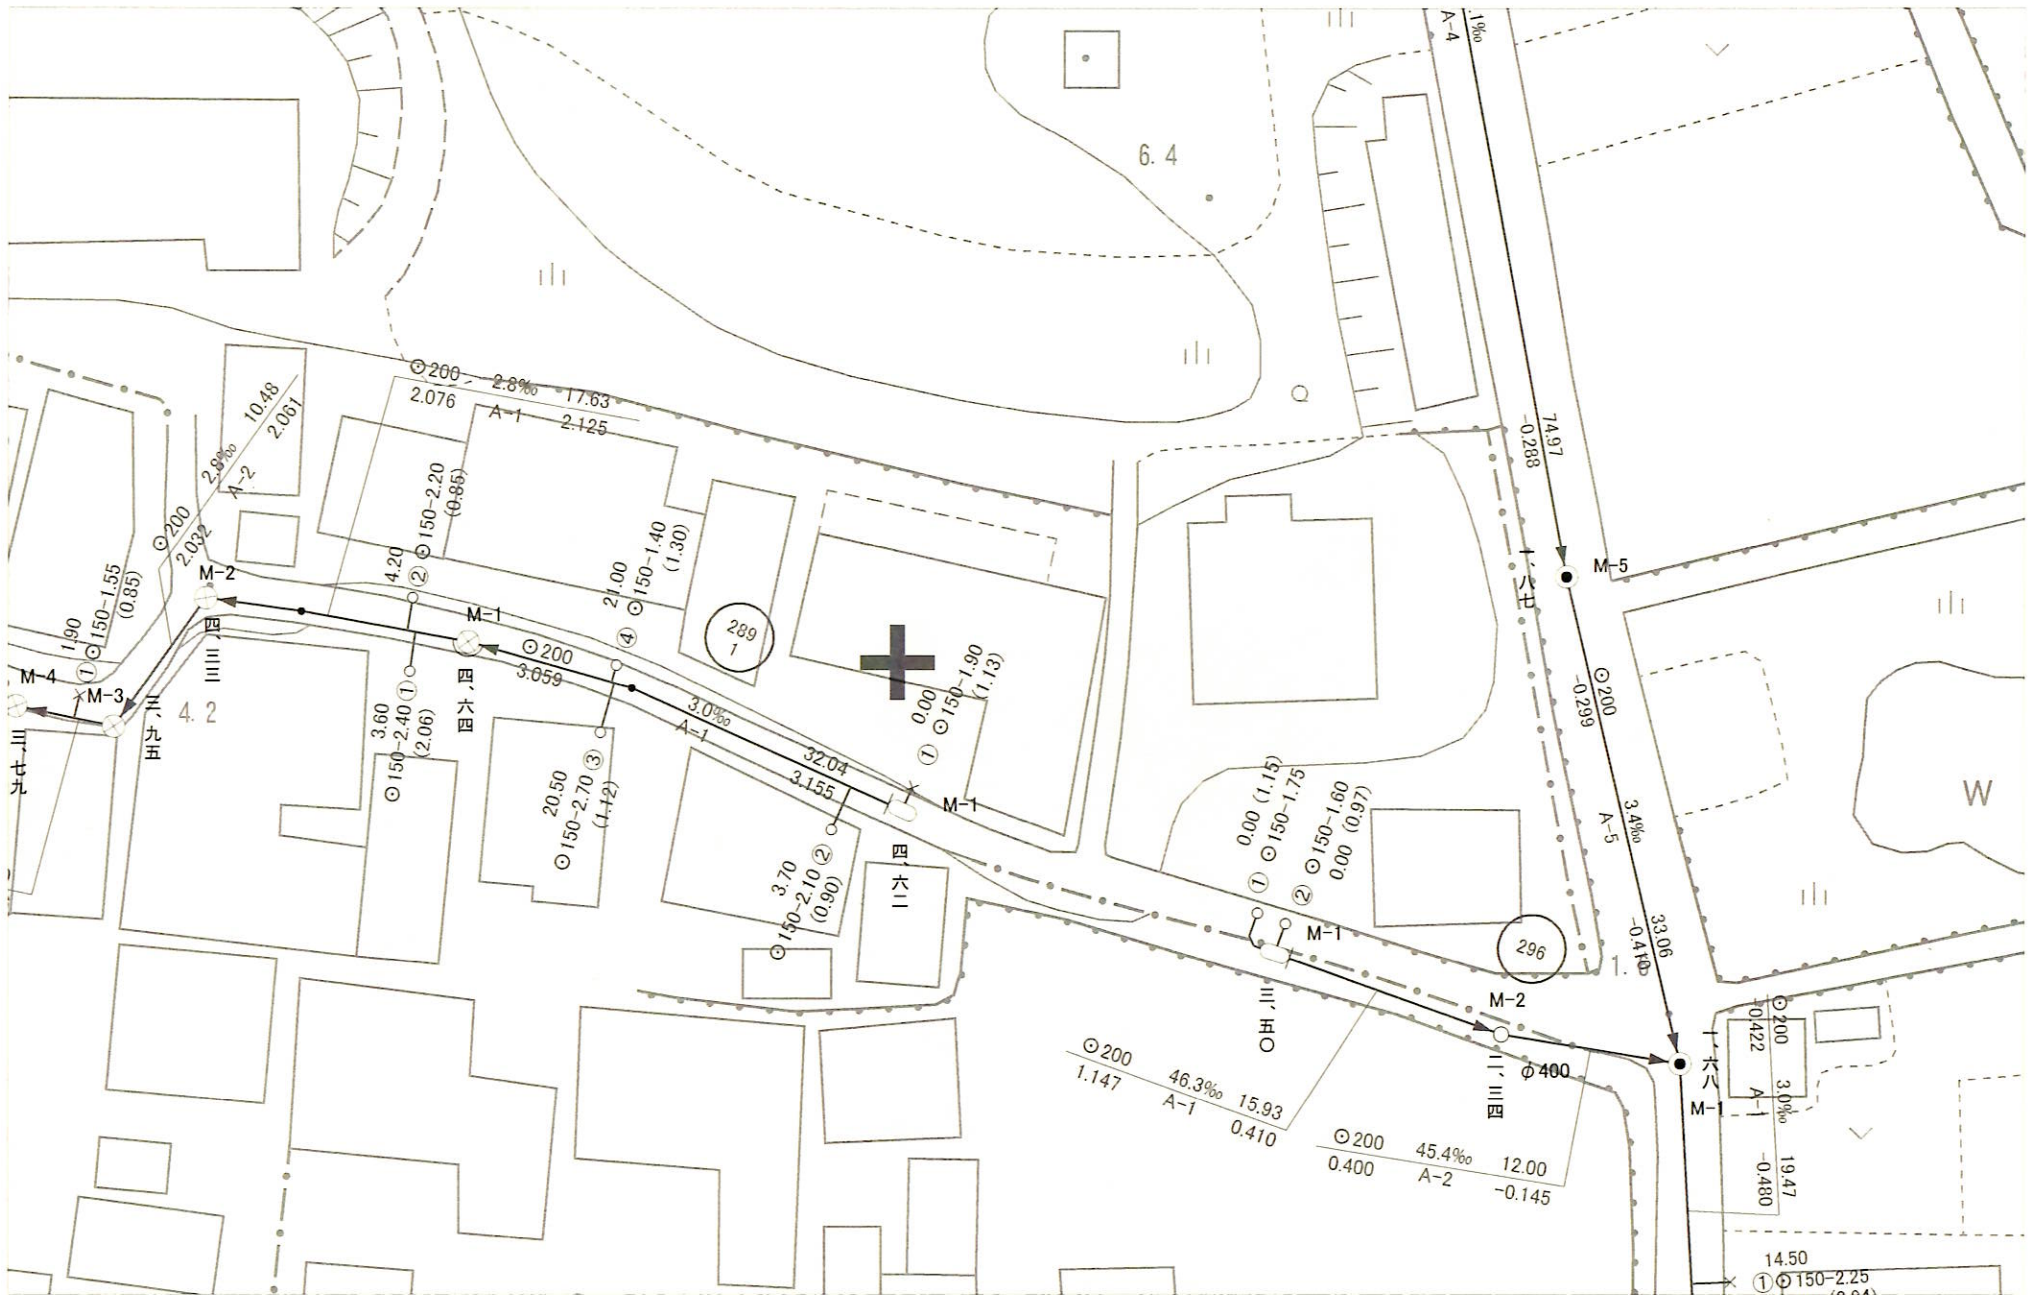 .1‰
A-4
6.4
⊙200 2.8‰ 17.63
2.076 A-1 2.125
10.48
2.061
2.8‰
A-2
⊙200
2.032
74.97
-0.288
4.20
② ⊙150-2.20
(0.85)
21.00
④ ⊙150-1.40
(1.30)
1.90
① ⊙150-1.55
(0.85)
M-2
四、三三
M-1
四、六四
⊙200
3.059
3.0‰
A-1
32.04
3.155
289
1
一、八七
M-5
M-4
三、七九
M-3
三、九五
4.2
3.60
⊙150-2.40 ①
(2.06)
20.50
⊙150-2.70 ③
(1.12)
0.00
① ⊙150-1.90
(1.13)
M-1
四、六二
3.70
⊙150-2.10 ②
(0.90)
0.00 (1.15)
① ⊙150-1.75
② ⊙150-1.60
0.00 (0.97)
⊙200
-0.299
3.4‰
A-5
33.06
-0.410
W
M-1
三、五〇
296
1.
M-2
二、三四
φ400
一、六八
M-1
⊙200 3.0‰ 19.47
-0.422 A-1 -0.480
⊙200 46.3‰ 15.93
1.147 A-1 0.410
⊙200 45.4‰ 12.00
0.400 A-2 -0.145
14.50
①⊙150-2.25